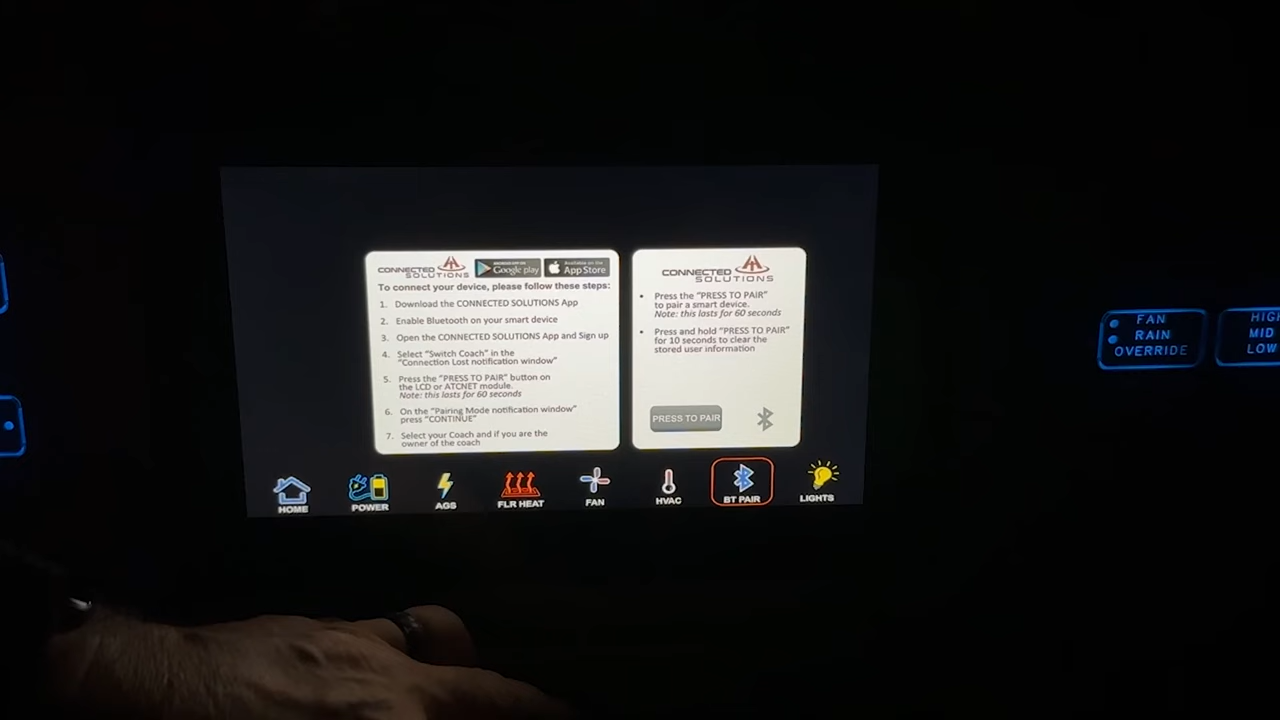 CONNECTED
SOLUTIONS
ANDROID APP ON
Google play
Available on the
App Store
To connect your device, please follow these steps:
1. Download the CONNECTED SOLUTIONS App
2. Enable Bluetooth on your smart device
3. Open the CONNECTED SOLUTIONS App and Sign up
4. Select "Switch Coach" in the
"Connection Lost notification window"
5. Press the "PRESS TO PAIR" button on
the LCD or ATCNET module.
Note: this lasts for 60 seconds
6. On the "Pairing Mode notification window"
press "CONTINUE"
7. Select your Coach and if you are the
owner of the coach
CONNECTED
SOLUTIONS
• Press the "PRESS TO PAIR"
to pair a smart device.
Note: this lasts for 60 seconds
• Press and hold "PRESS TO PAIR"
for 10 seconds to clear the
stored user information
PRESS TO PAIR
HOME
POWER
AGS
FLR HEAT
FAN
HVAC
BT PAIR
LIGHTS
FAN
RAIN
OVERRIDE
HIGH
MID
LOW